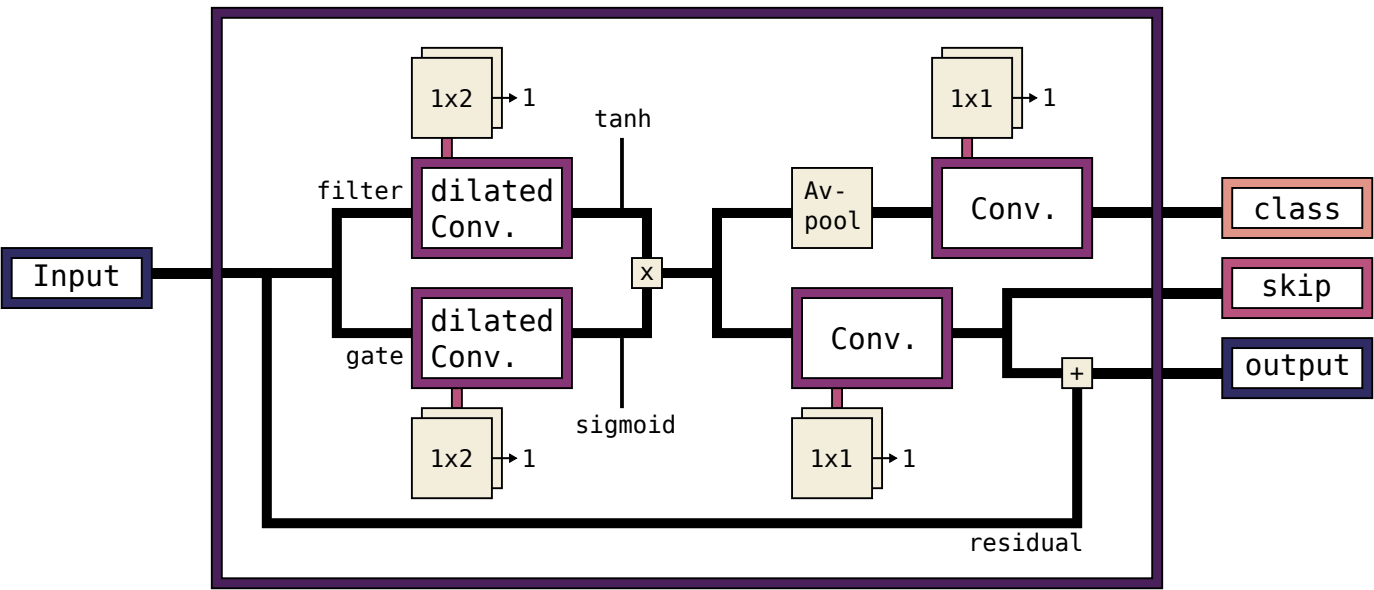 1x2
1
1x1
1
tanh
filter
dilated
Conv.
Av-
pool
Conv.
class
Input
x
skip
dilated
Conv.
gate
Conv.
output
+
sigmoid
1x2
1
1x1
1
residual